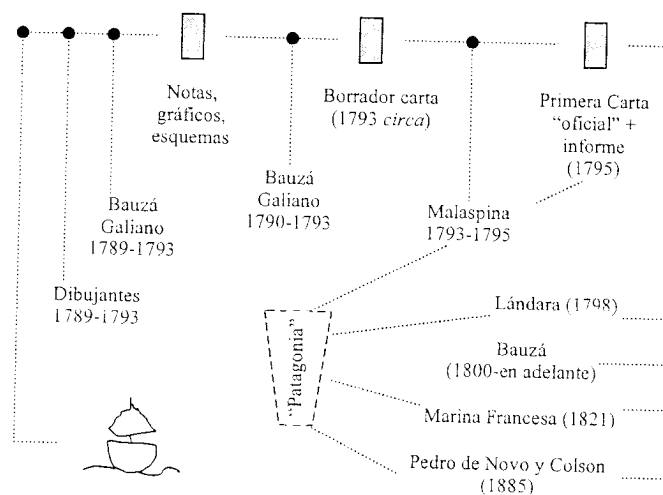 Notas,
gráficos,
esquemas
Borrador carta
(1793 circa)
Primera Carta
“oficial” +
informe
(1795)
Bauzá
Galiano
1789-1793
Bauzá
Galiano
1790-1793
Malaspina
1793-1795
Dibujantes
1789-1793
“Patagonia”
Lándara (1798)
Bauzá
(1800-en adelante)
Marina Francesa (1821)
Pedro de Novo y Colson
(1885)